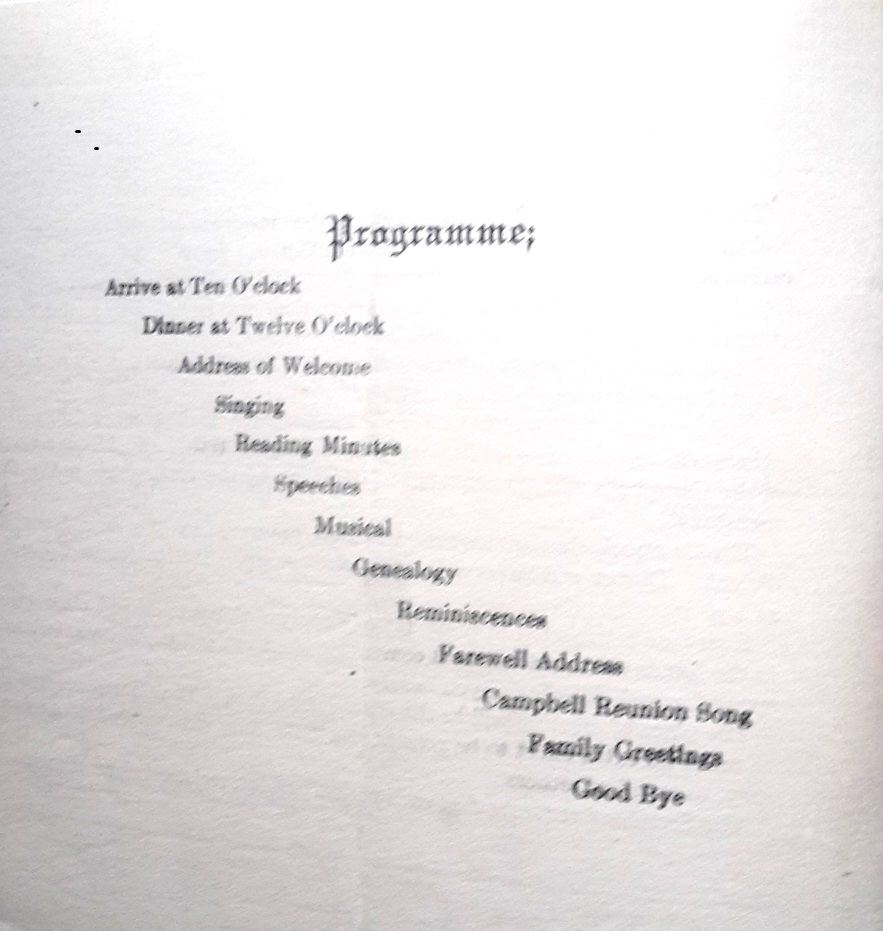 Programme;
Arrive at Ten O'clock
Dinner at Twelve O'clock
Address of Welcome
Singing
Reading Minutes
Speeches
Musical
Genealogy
Reminiscences
Farewell Address
Campbell Reunion Song
Family Greetings
Good Bye